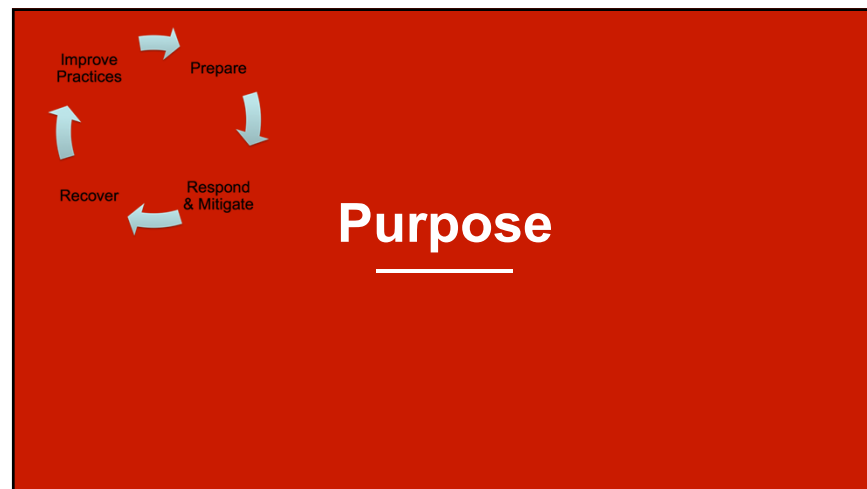 Improve
Practices
Prepare
Respond
& Mitigate
Recover
Purpose